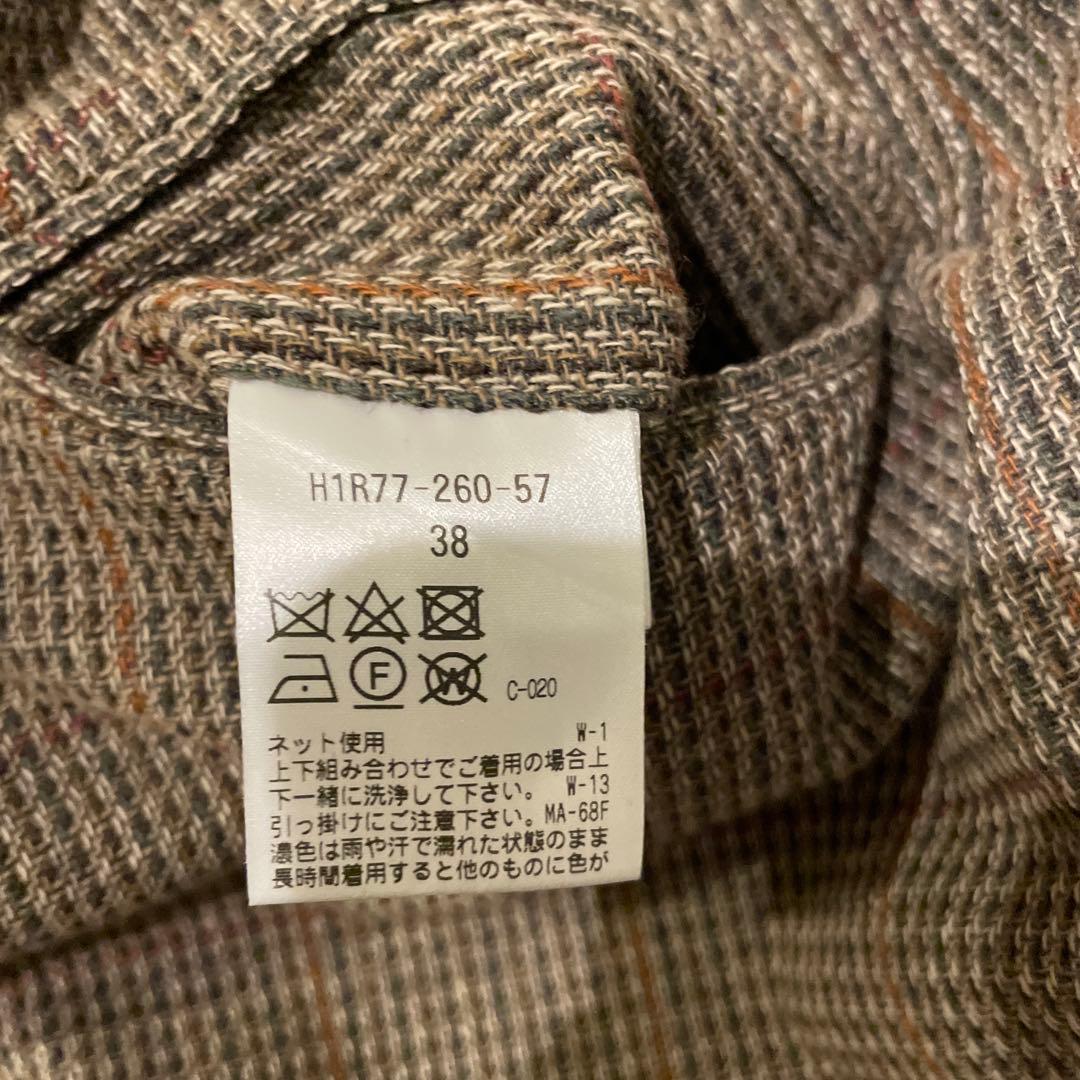 H1R77-260-57
38
F W C-020
ネット使用 W-1
上下組み合わせでご着用の場合上
下一緒に洗浄して下さい。 W-13
引っ掛けにご注意下さい。MA-68F
濃色は雨や汗で濡れた状態のまま
長時間着用すると他のものに色が